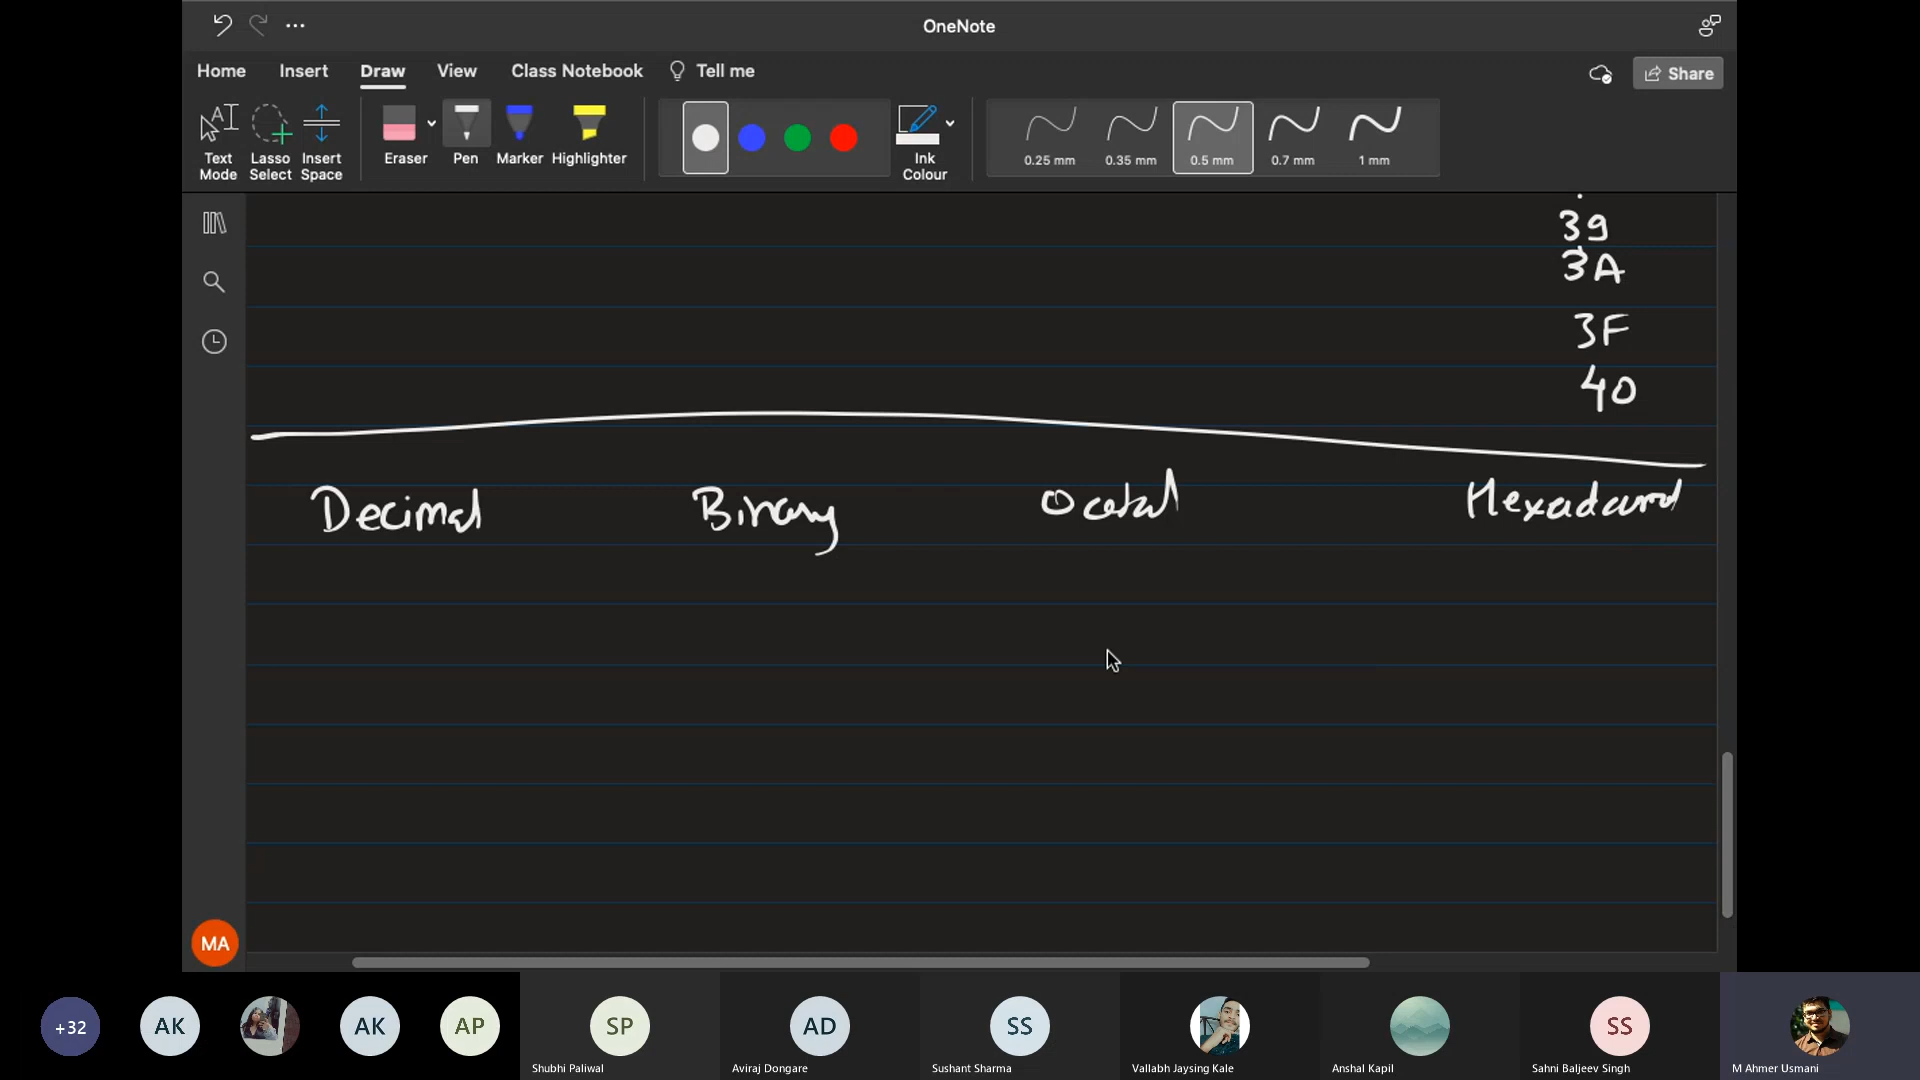 OneNote
Home Insert Draw View Class Notebook Tell me Share
Text Mode Lasso Select Insert Space Eraser Pen Marker Highlighter Ink Colour 0.25 mm 0.35 mm 0.5 mm 0.7 mm 1 mm
39
3A
3F
40
Decimal Binary Ocatal
MA
+32 AK AK AP SP AD SS SS
Shubhi Paliwal Aviraj Dongare Sushant Sharma Vallabh Jaysing Kale Anshal Kapil Sahni Baljeev Singh M Ahmer Usmani